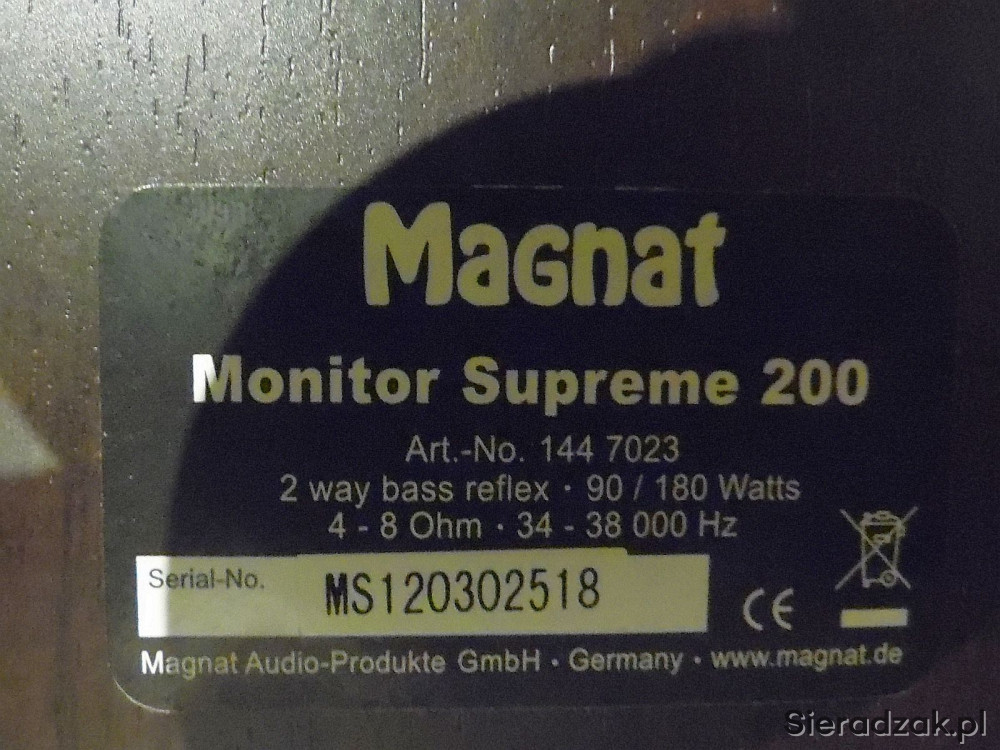 Magnat
Monitor Supreme 200
Art.-No. 144 7023
2 way bass reflex · 90 / 180 Watts
4 - 8 Ohm · 34 - 38 000 Hz
Serial-No. MS120302518
CE
Magnat Audio-Produkte GmbH · Germany · www.magnat.de
Sieradzak.pl